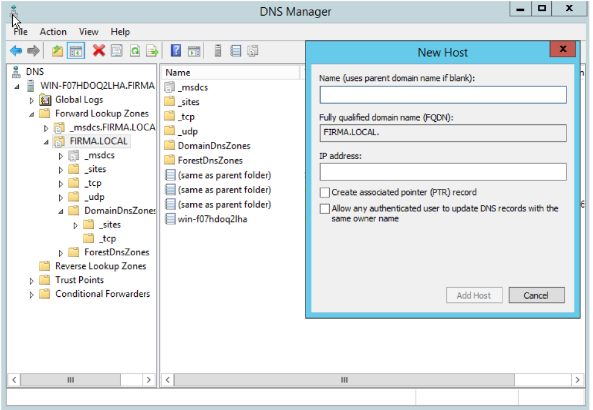 DNS Manager
File Action View Help
DNS
WIN-F07HDOQ2LHA.FIRMA
Global Logs
Forward Lookup Zones
_msdcs.FIRMA.LOCA
FIRMA.LOCAL
_msdcs
_sites
_tcp
_udp
DomainDnsZones
_sites
_tcp
ForestDnsZones
Reverse Lookup Zones
Trust Points
Conditional Forwarders
Name
_msdcs
_sites
_tcp
_udp
DomainDnsZones
ForestDnsZones
(same as parent folder)
(same as parent folder)
(same as parent folder)
win-f07hdoq2lha
New Host
Name (uses parent domain name if blank):
Fully qualified domain name (FQDN):
FIRMA.LOCAL.
IP address:
Create associated pointer (PTR) record
Allow any authenticated user to update DNS records with the
same owner name
Add Host Cancel